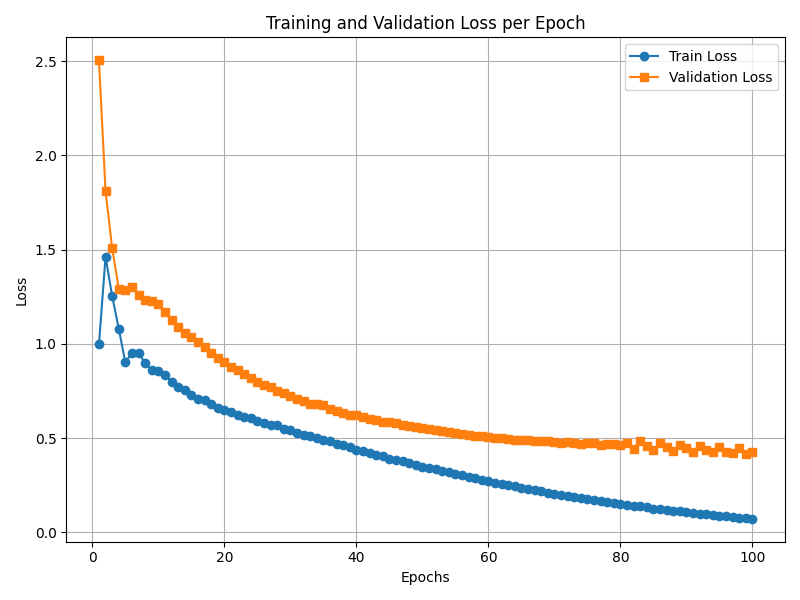 Training and Validation Loss per Epoch
Train Loss
Validation Loss
2.5
2.0
1.5
1.0
0.5
0.0
Loss
0 20 40 60 80 100
Epochs